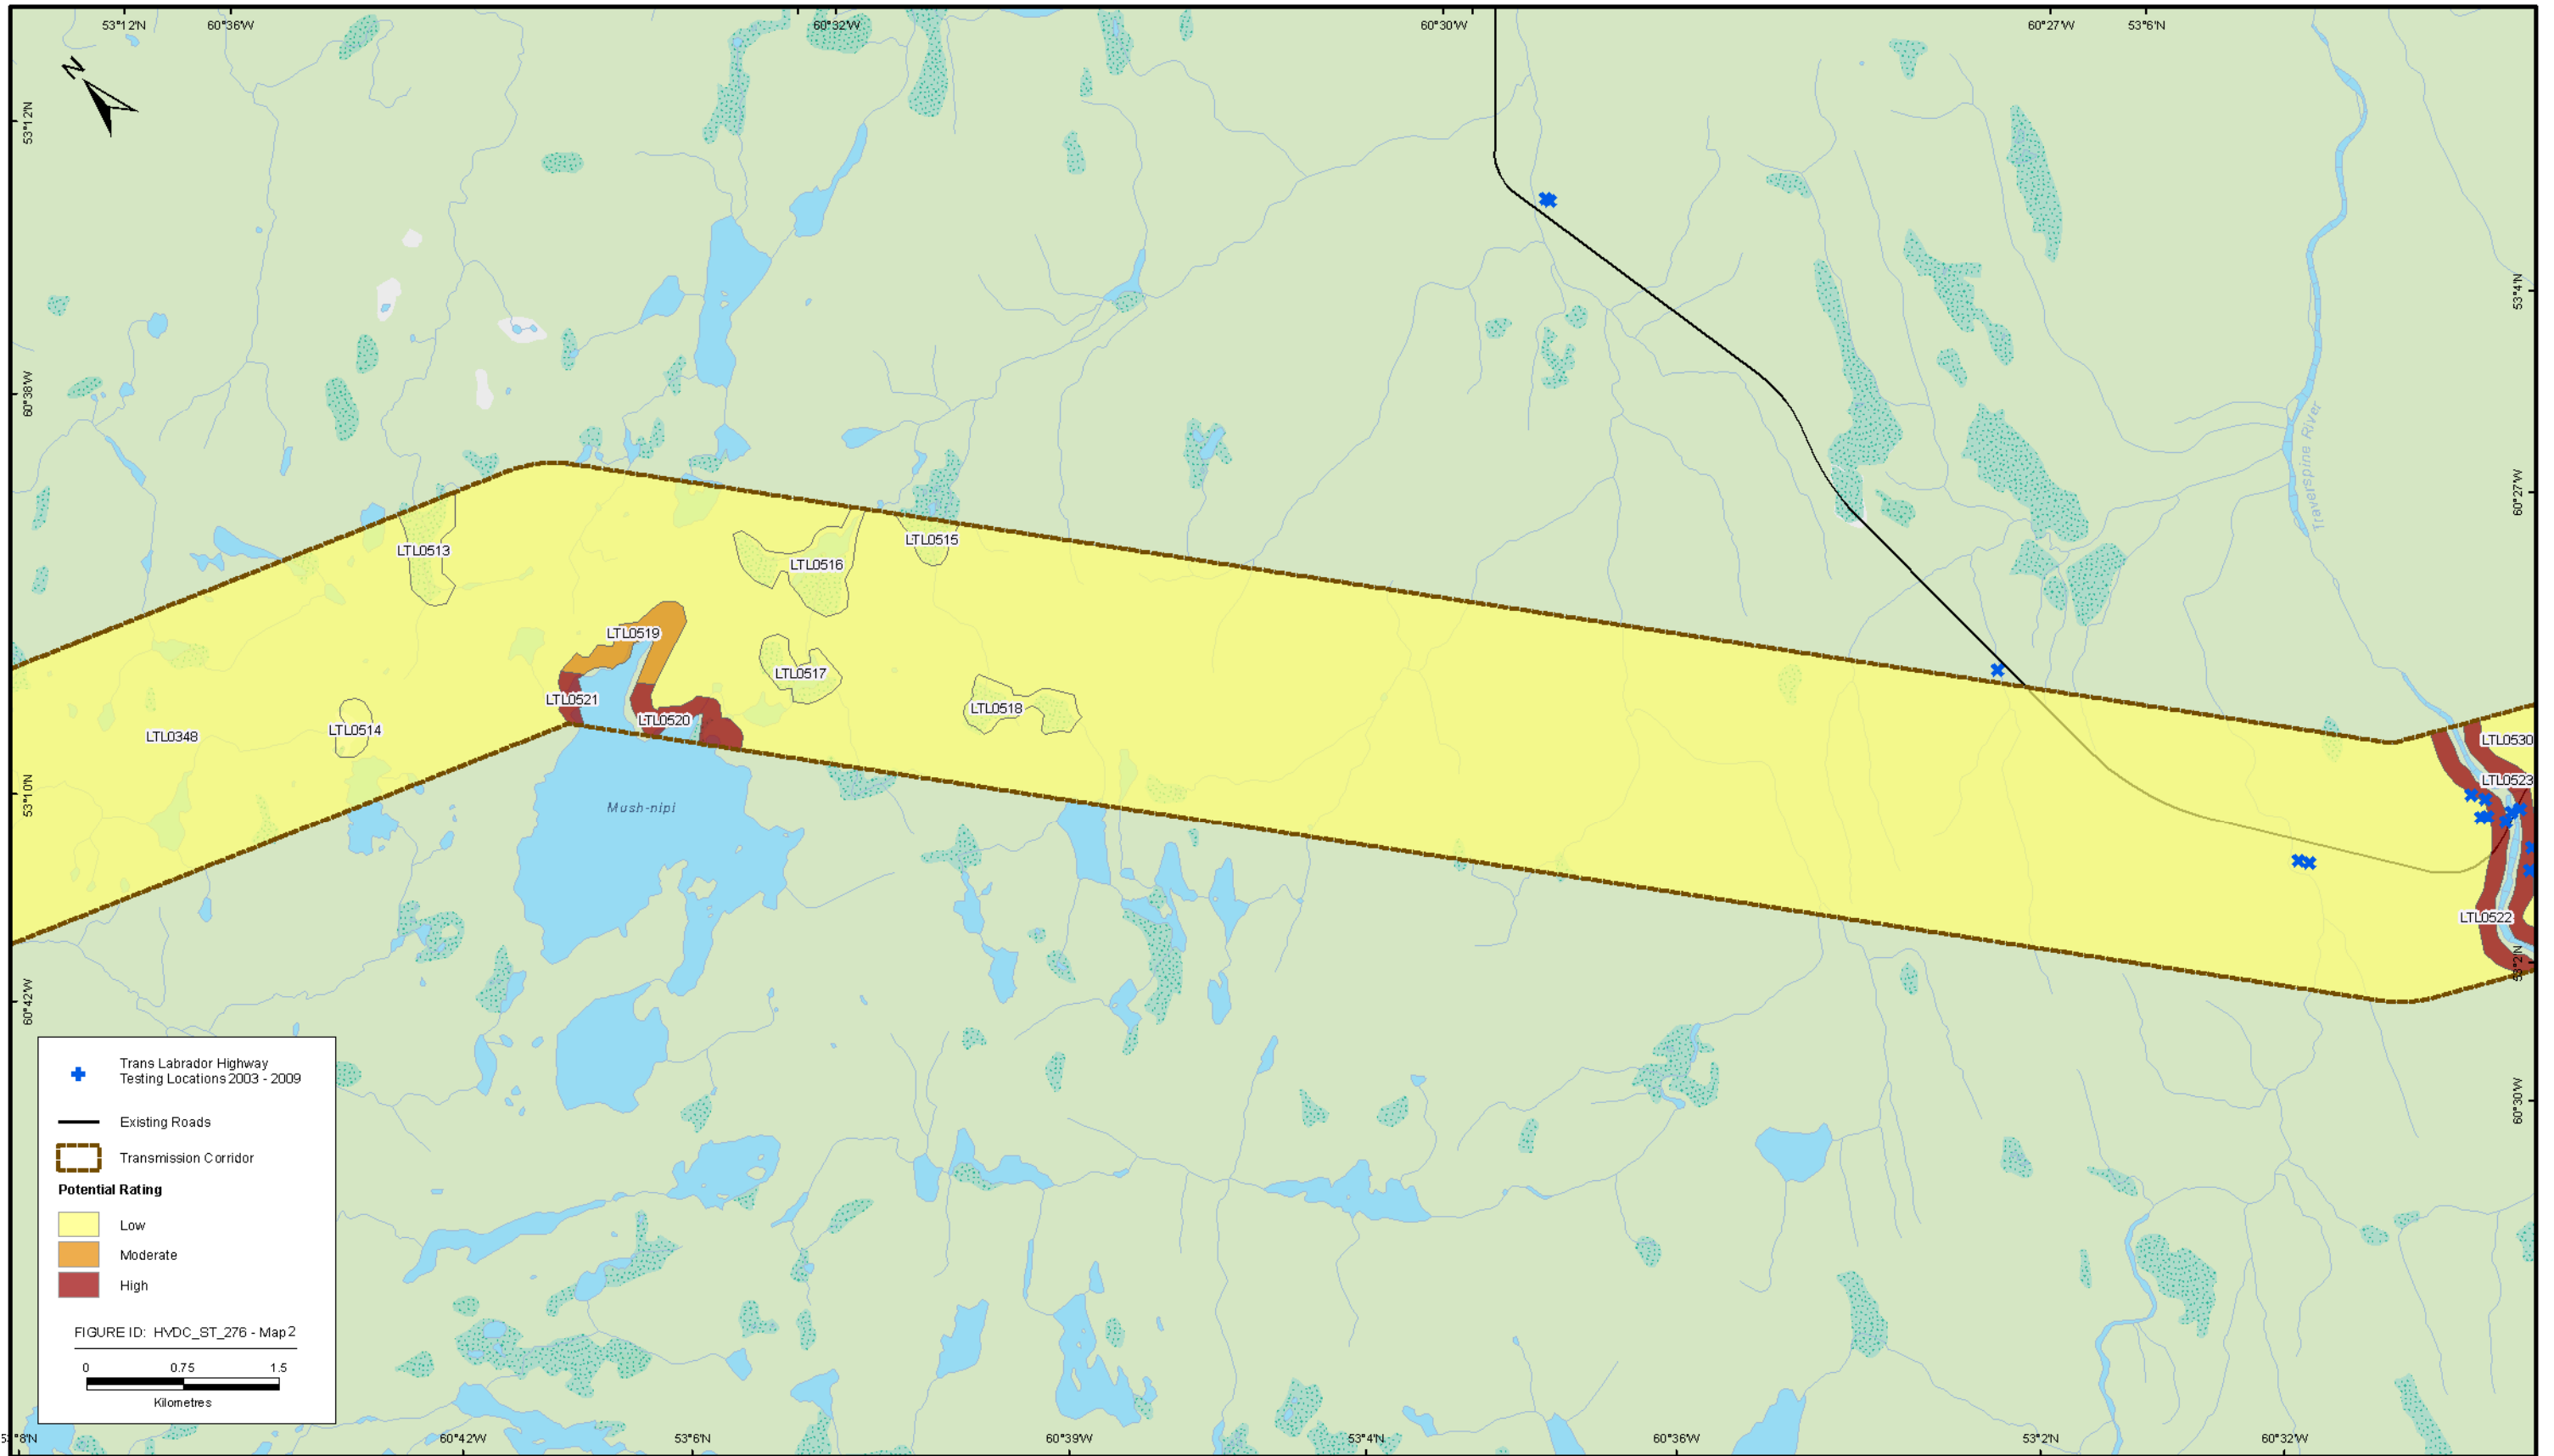 53°12'N
60°36'W
60°32'W
60°30'W
60°27'W
53°6'N
N
53°12'N
53°4'N
60°38'W
Traverspine River
60°27'W
LTL0513
LTL0515
LTL0516
LTL0519
LTL0517
LTL0521
LTL0518
LTL0520
LTL0514
LTL0348
LTL0530
LTL0523
53°10'N
Mush-nipi
LTL0522
53°2'N
60°42'W
Trans Labrador Highway
Testing Locations 2003 - 2009
Existing Roads
Transmission Corridor
Potential Rating
Low
Moderate
High
60°30'W
FIGURE ID: HVDC_ST_276 - Map2
0 0.75 1.5
Kilometres
53°8'N
60°42'W
53°6'N
60°39'W
53°4'N
60°36'W
53°2'N
60°32'W